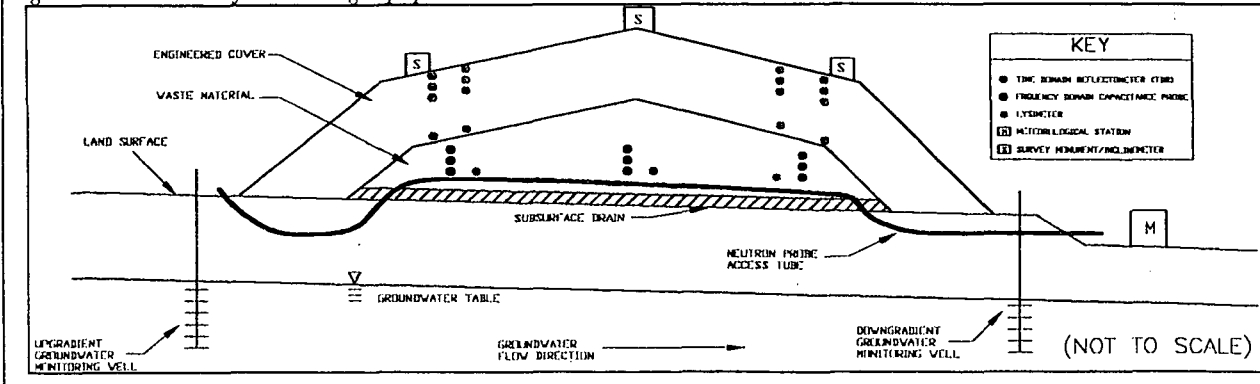 S
ENGINEERED COVER
S
S
WASTE MATERIAL
LAND SURFACE
KEY
TIME DOMAIN REFLECTOMETER (TDR)
FREQUENCY DOMAIN CAPACITANCE PROBE
LYSIMETER
M METEORILOGICAL STATION
S SURVEY MONUMENT/INCLINOMETER
SUBSURFACE DRAIN
NEUTRON PROBE
ACCESS TUBE
M
GROUNDWATER TABLE
UPGRADIENT
GROUNDWATER
MONITORING WELL
GROUNDWATER
FLOW DIRECTION
DOWNGRADIENT
GROUNDWATER
MONITORING WELL
(NOT TO SCALE)